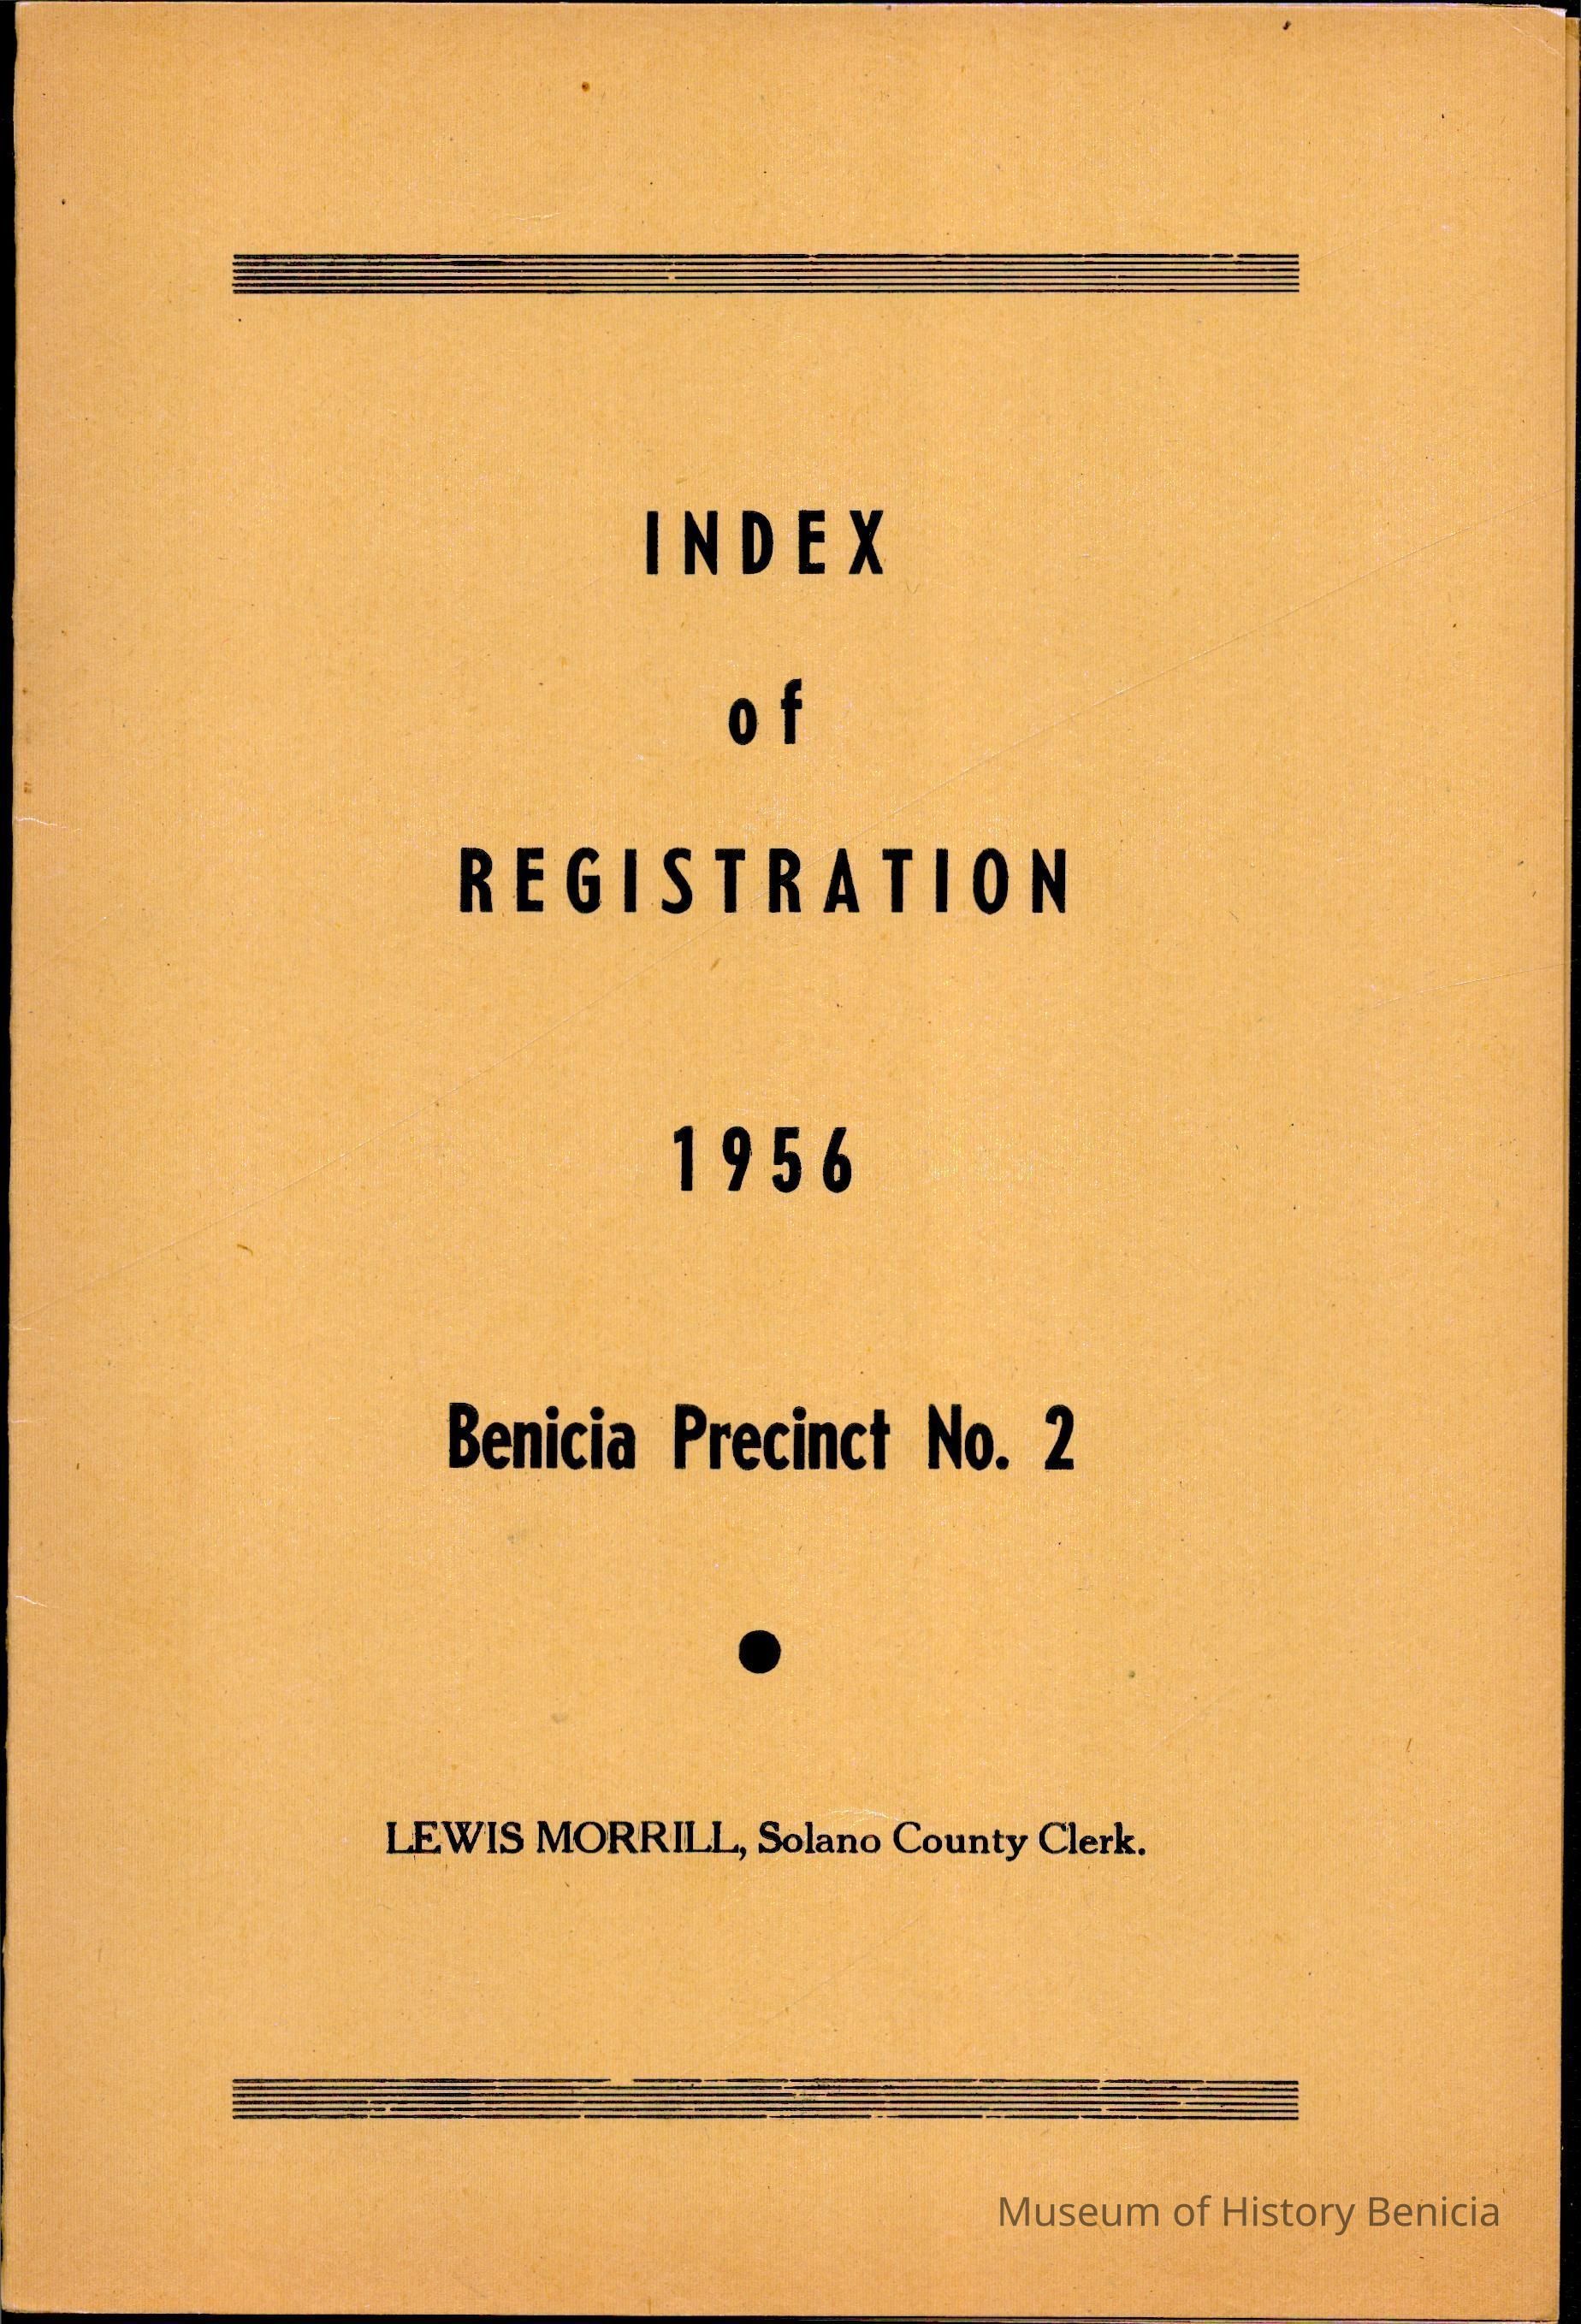 INDEX
of
REGISTRATION
1956
Benicia Precinct No. 2
LEWIS MORRILL, Solano County Clerk.
Museum of History Benicia